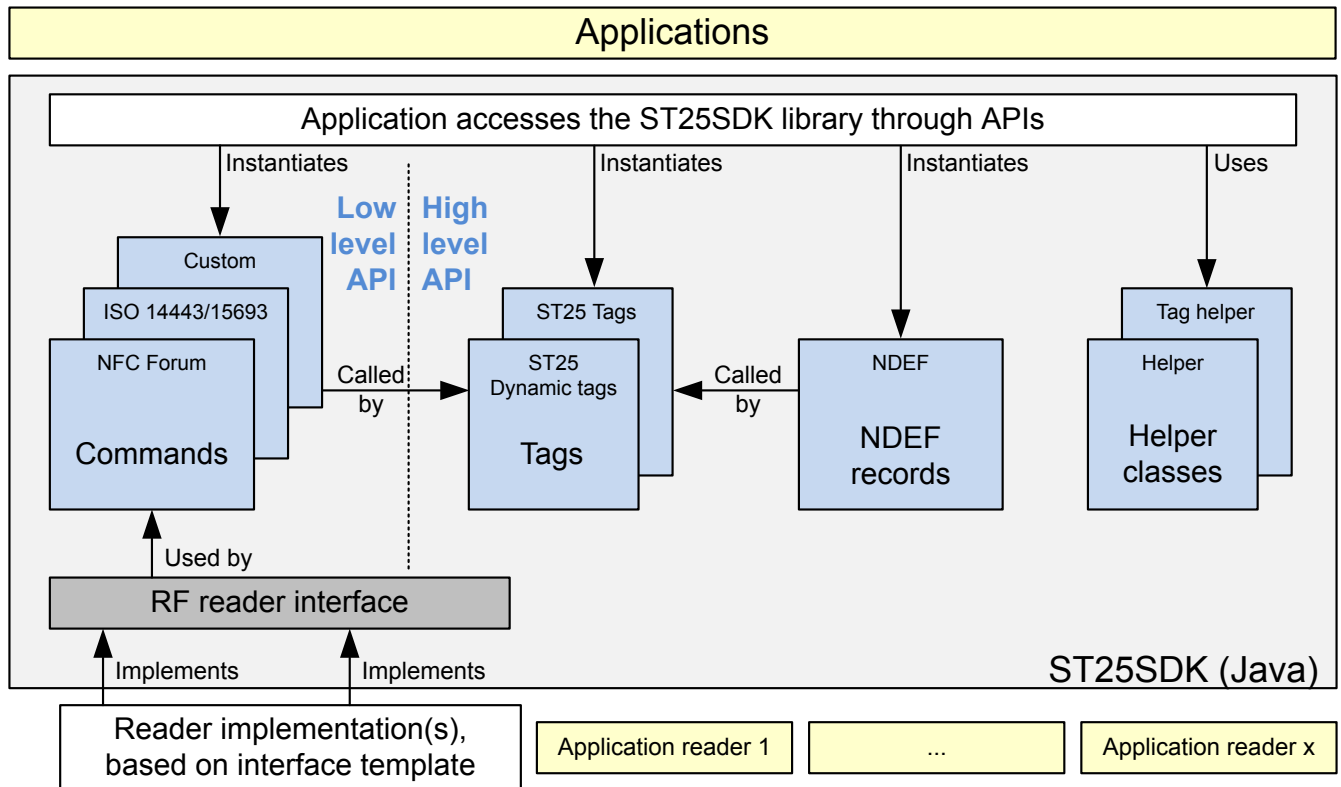 Applications
Application accesses the ST25SDK library through APIs
Instantiates
Instantiates
Instantiates
Uses
Low
level
API
High
level
API
Custom
ISO 14443/15693
NFC Forum
Commands
Called
by
ST25 Tags
ST25
Dynamic tags
Tags
Called
by
NDEF
NDEF
records
Tag helper
Helper
Helper
classes
Used by
RF reader interface
Implements
Implements
ST25SDK (Java)
Reader implementation(s),
based on interface template
Application reader 1
...
Application reader x